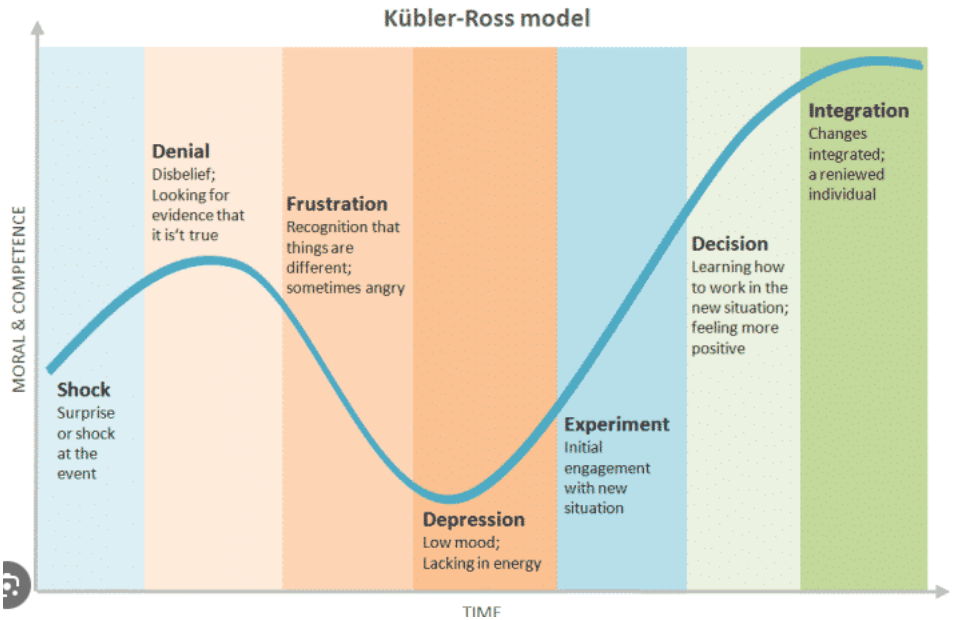 Kübler-Ross model
MORAL & COMPETENCE
Shock
Surprise
or shock
at the
event
Denial
Disbelief;
Looking for
evidence that
it is't true
Frustration
Recognition that
things are
different;
sometimes angry
Depression
Low mood;
Lacking in energy
Experiment
Initial
engagement
with new
situation
Decision
Learning how
to work in the
new situation;
feeling more
positive
Integration
Changes
integrated;
a reniewed
individual
TIME